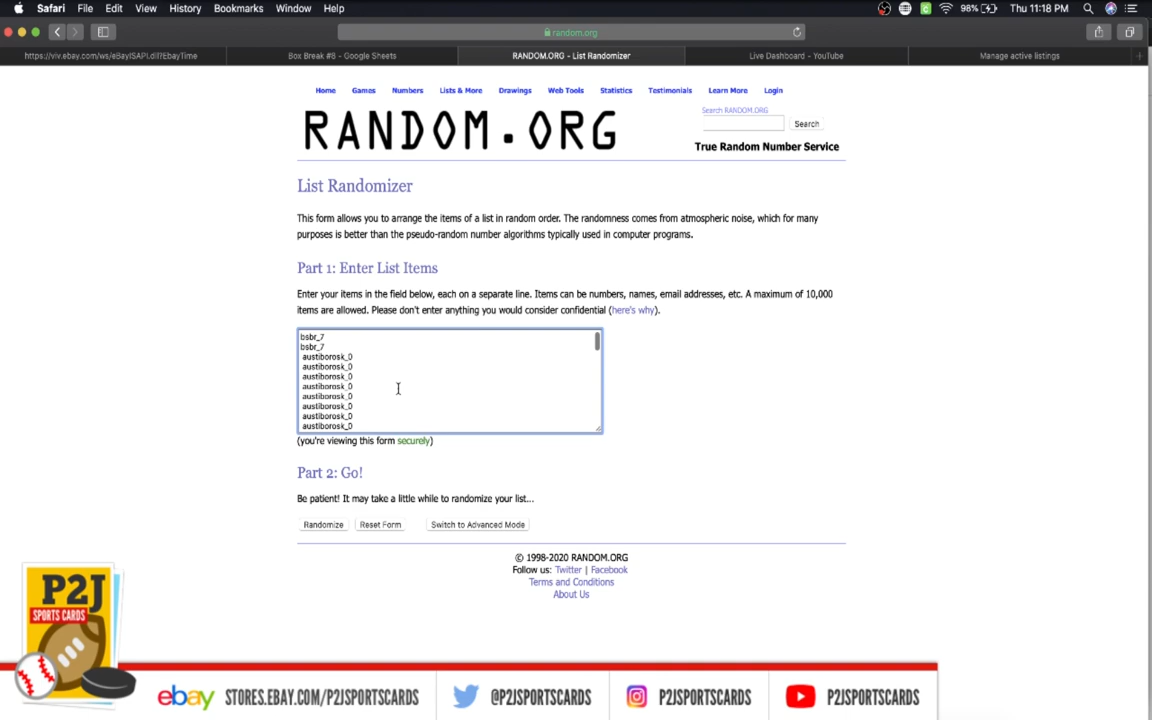 Safari File Edit View History Bookmarks Window Help 98% Thu 11:18 PM
random.org
https://viv.ebay.com/ws/eBayISAPI.dll?EbayTime Box Break #8 - Google Sheets RANDOM.ORG - List Randomizer Live Dashboard - YouTube Manage active listings
Home Games Numbers Lists & More Drawings Web Tools Statistics Testimonials Learn More Login
RANDOM.ORG
Search RANDOM.ORG
Search
True Random Number Service
List Randomizer
This form allows you to arrange the items of a list in random order. The randomness comes from atmospheric noise, which for many
purposes is better than the pseudo-random number algorithms typically used in computer programs.
Part 1: Enter List Items
Enter your items in the field below, each on a separate line. Items can be numbers, names, email addresses, etc. A maximum of 10,000
items are allowed. Please don't enter anything you would consider confidential (here's why).
bsbr_7
bsbr_7
austiborosk_0
austiborosk_0
austiborosk_0
austiborosk_0
austiborosk_0
austiborosk_0
austiborosk_0
austiborosk_0
(you're viewing this form securely)
Part 2: Go!
Be patient! It may take a little while to randomize your list...
Randomize Reset Form Switch to Advanced Mode
© 1998-2020 RANDOM.ORG
Follow us: Twitter | Facebook
Terms and Conditions
About Us
P2J
SPORTS CARDS
ebay STORES.EBAY.COM/P2JSPORTSCARDS @P2JSPORTSCARDS P2JSPORTSCARDS P2JSPORTSCARDS